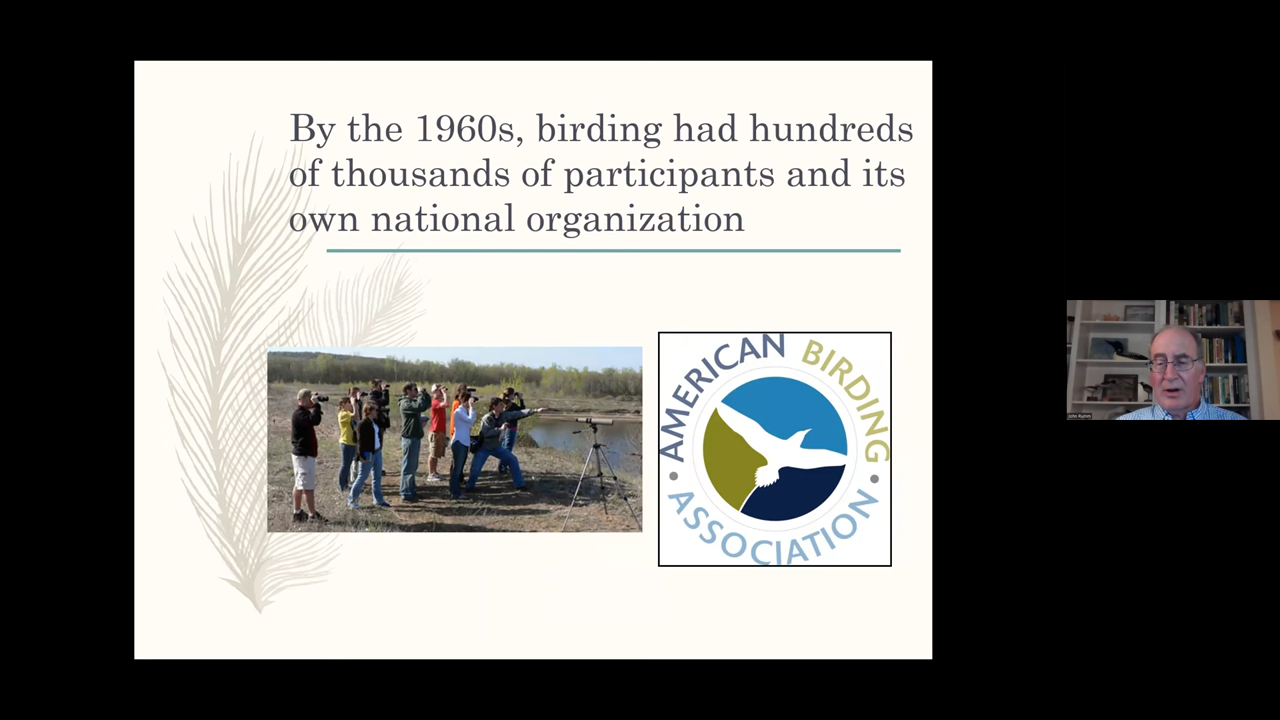 By the 1960s, birding had hundreds
of thousands of participants and its
own national organization
AMERICAN BIRDING
ASSOCIATION